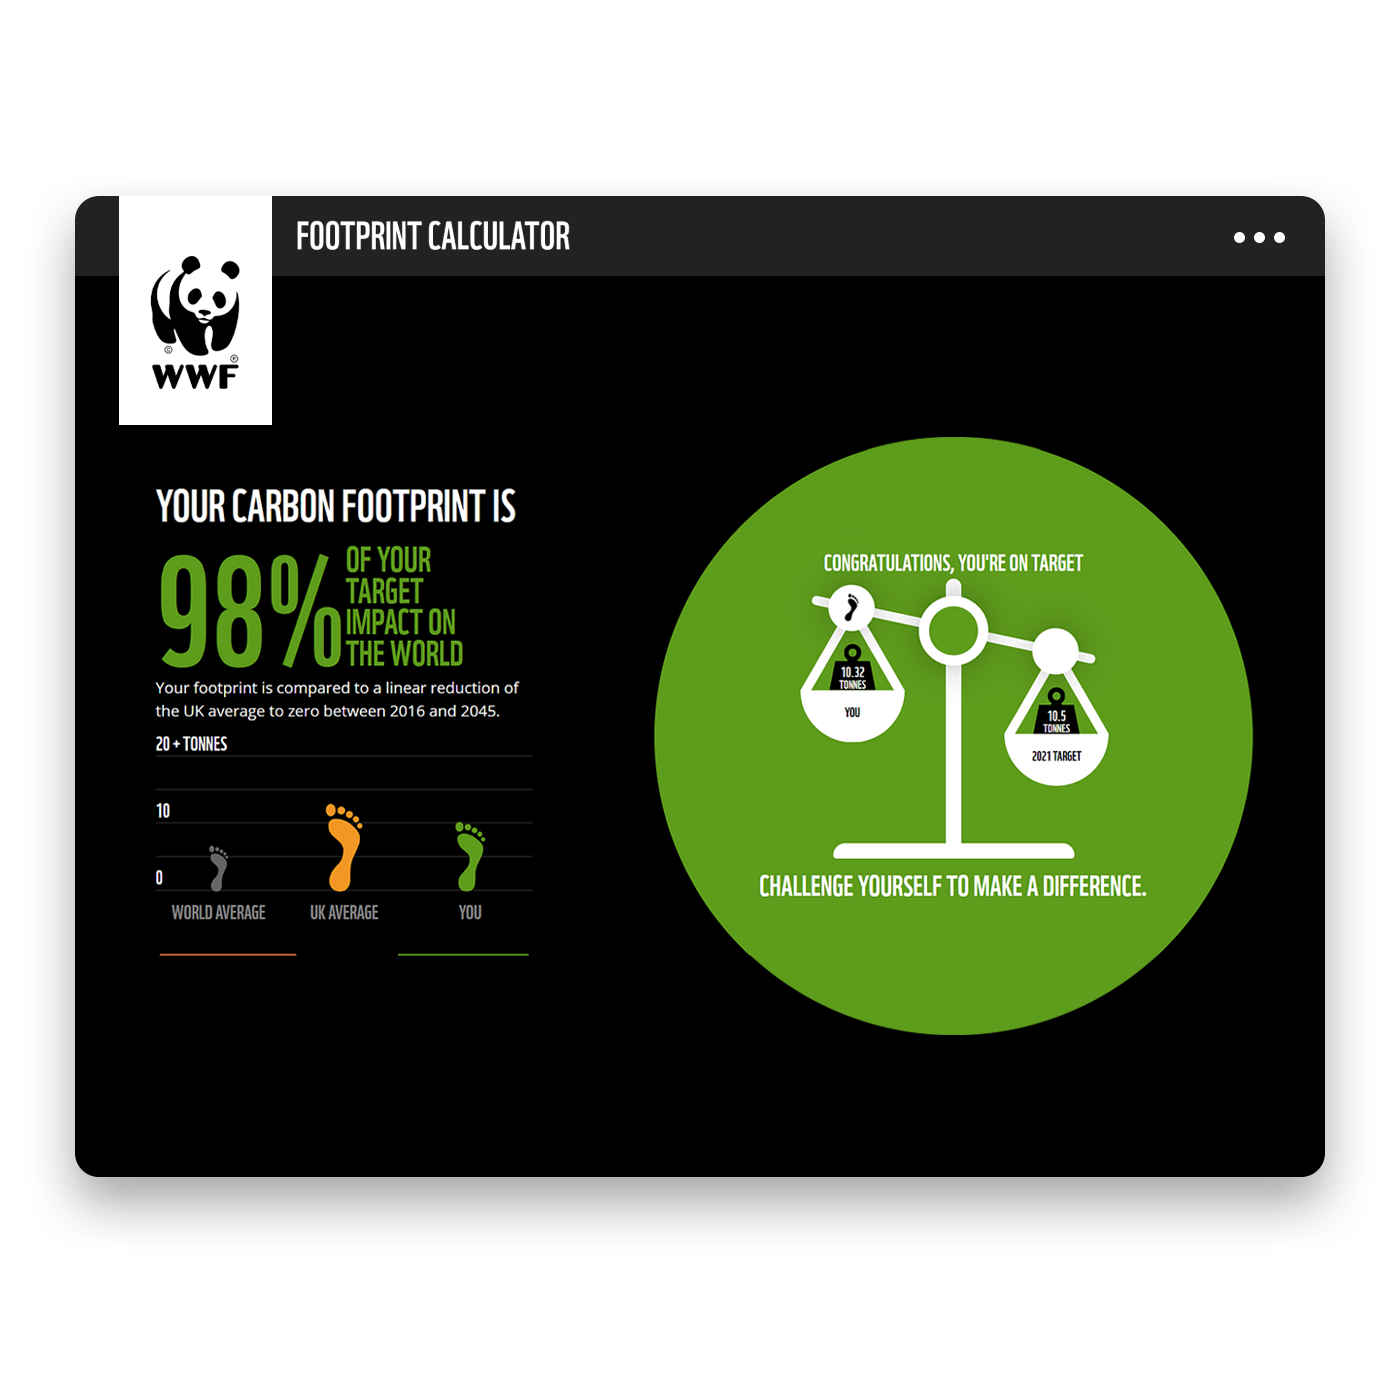 FOOTPRINT CALCULATOR
©
®
WWF
YOUR CARBON FOOTPRINT IS
98%
OF YOUR
TARGET
IMPACT ON
THE WORLD
Your footprint is compared to a linear reduction of
the UK average to zero between 2016 and 2045.
20 + TONNES
10
0
WORLD AVERAGE
UK AVERAGE
YOU
CONGRATULATIONS, YOU'RE ON TARGET
10.32
TONNES
YOU
10.5
TONNES
2021 TARGET
CHALLENGE YOURSELF TO MAKE A DIFFERENCE.